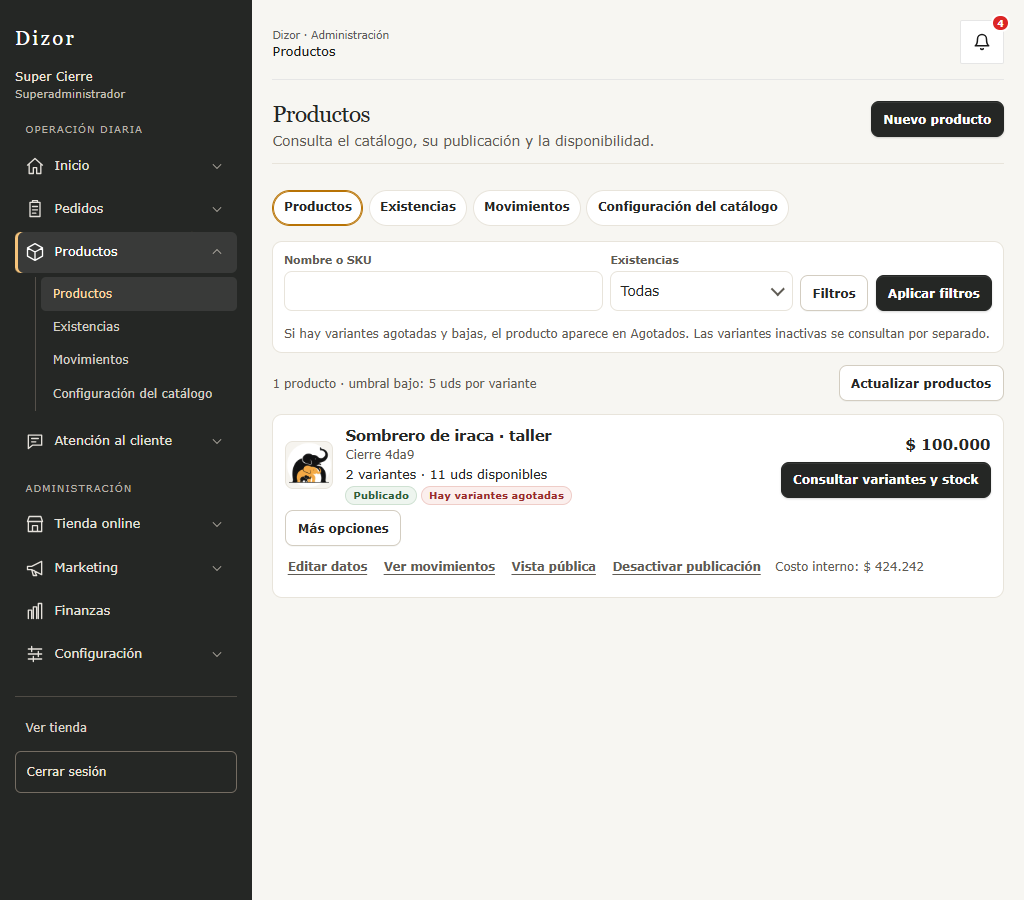 Dizor
Super Cierre
Superadministrador
OPERACIÓN DIARIA
Inicio
Pedidos
Productos
Productos
Existencias
Movimientos
Configuración del catálogo
Atención al cliente
ADMINISTRACIÓN
Tienda online
Marketing
Finanzas
Configuración
Ver tienda
Cerrar sesión
Dizor · Administración
Productos
4
Productos
Consulta el catálogo, su publicación y la disponibilidad.
Nuevo producto
Productos Existencias Movimientos Configuración del catálogo
Nombre o SKU Existencias
Todas Filtros Aplicar filtros
Si hay variantes agotadas y bajas, el producto aparece en Agotados. Las variantes inactivas se consultan por separado.
1 producto · umbral bajo: 5 uds por variante Actualizar productos
Sombrero de iraca · taller
Cierre 4da9
2 variantes · 11 uds disponibles
Publicado Hay variantes agotadas
$ 100.000
Consultar variantes y stock
Más opciones
Editar datos Ver movimientos Vista pública Desactivar publicación Costo interno: $ 424.242